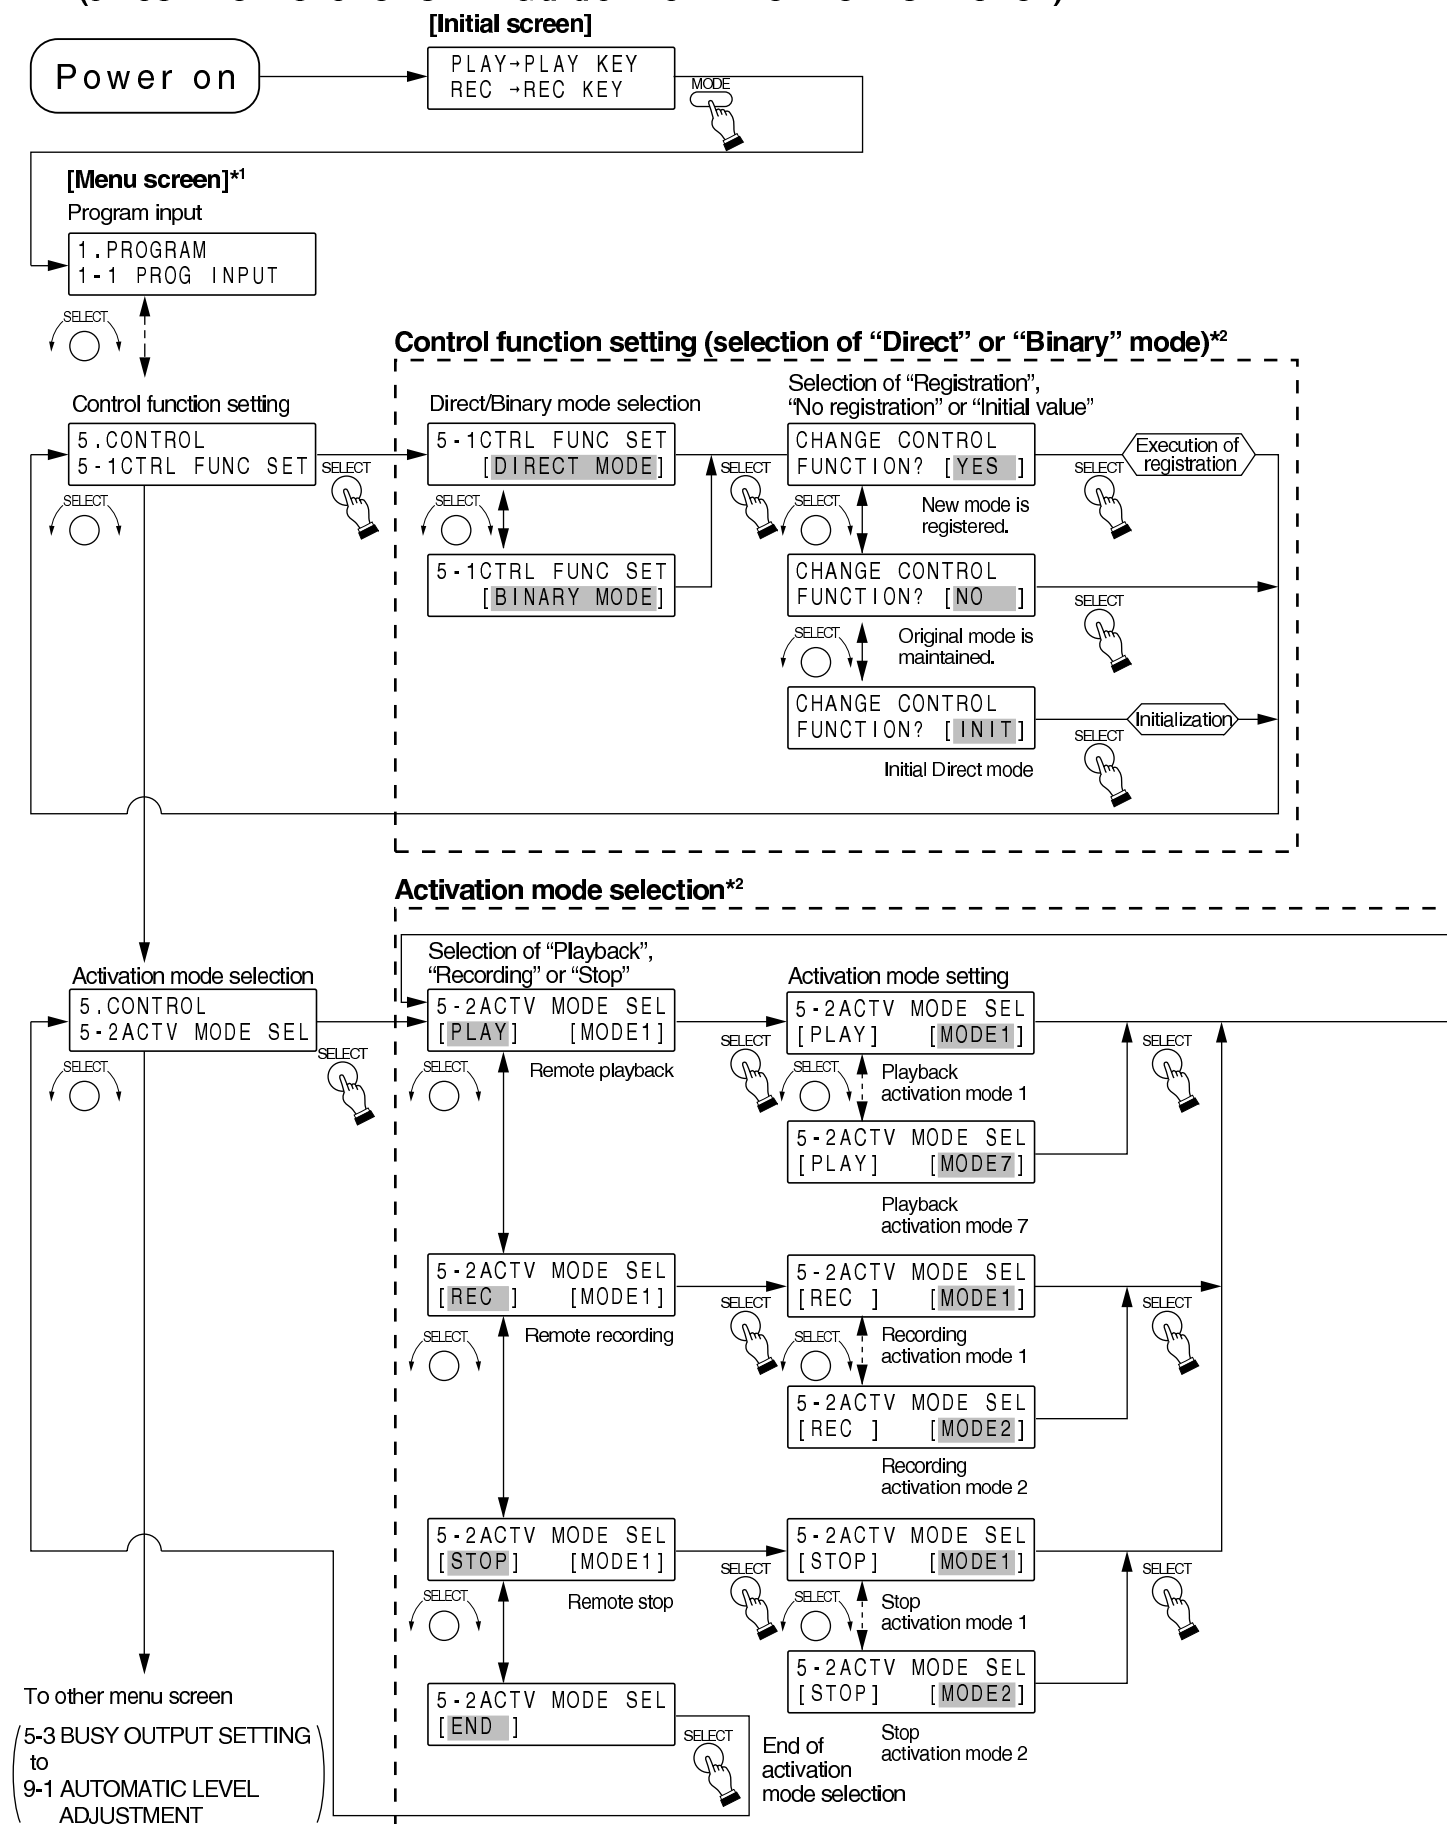 [Initial screen]
Power on
PLAY→PLAY KEY
REC →REC KEY
MODE
[Menu screen]*1
Program input
1.PROGRAM
1-1 PROG INPUT
SELECT
Control function setting (selection of “Direct” or “Binary” mode)*2
Control function setting
5.CONTROL
5-1CTRL FUNC SET
SELECT
SELECT
Direct/Binary mode selection
5-1CTRL FUNC SET
[DIRECT MODE]
SELECT
5-1CTRL FUNC SET
[BINARY MODE]
SELECT
Selection of “Registration”,
“No registration” or “Initial value”
CHANGE CONTROL
FUNCTION? [YES ]
SELECT
New mode is
registered.
SELECT
Execution of
registration
CHANGE CONTROL
FUNCTION? [NO ]
SELECT
Original mode is
maintained.
SELECT
CHANGE CONTROL
FUNCTION? [INIT]
Initial Direct mode
SELECT
Initialization
Activation mode selection*2
Activation mode selection
5.CONTROL
5-2ACTV MODE SEL
SELECT
SELECT
Selection of “Playback”,
“Recording” or “Stop”
5-2ACTV MODE SEL
[PLAY] [MODE1]
SELECT
Remote playback
SELECT
Activation mode setting
5-2ACTV MODE SEL
[PLAY] [MODE1]
SELECT
Playback
activation mode 1
SELECT
5-2ACTV MODE SEL
[PLAY] [MODE7]
Playback
activation mode 7
5-2ACTV MODE SEL
[REC ] [MODE1]
SELECT
Remote recording
SELECT
5-2ACTV MODE SEL
[REC ] [MODE1]
SELECT
Recording
activation mode 1
SELECT
5-2ACTV MODE SEL
[REC ] [MODE2]
Recording
activation mode 2
5-2ACTV MODE SEL
[STOP] [MODE1]
SELECT
Remote stop
SELECT
5-2ACTV MODE SEL
[STOP] [MODE1]
SELECT
Stop
activation mode 1
SELECT
5-2ACTV MODE SEL
[STOP] [MODE2]
Stop
activation mode 2
5-2ACTV MODE SEL
[END ]
SELECT
End of
activation
mode selection
To other menu screen
(5-3 BUSY OUTPUT SETTING
to
9-1 AUTOMATIC LEVEL
ADJUSTMENT)